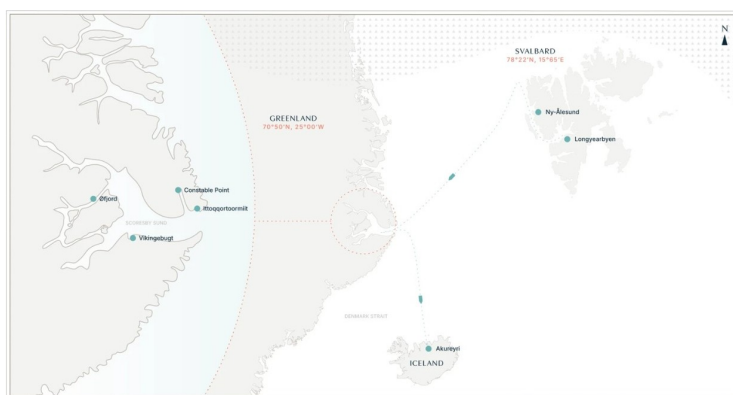 N
SVALBARD
78°22'N, 15°65'E
GREENLAND
70°50'N, 25°00'W
Ny-Ålesund
Longyearbyen
Constable Point
Øfjord
Ittoqqortoormiit
SCORESBY SUND
Vikingebugt
DENMARK STRAIT
Akureyri
ICELAND